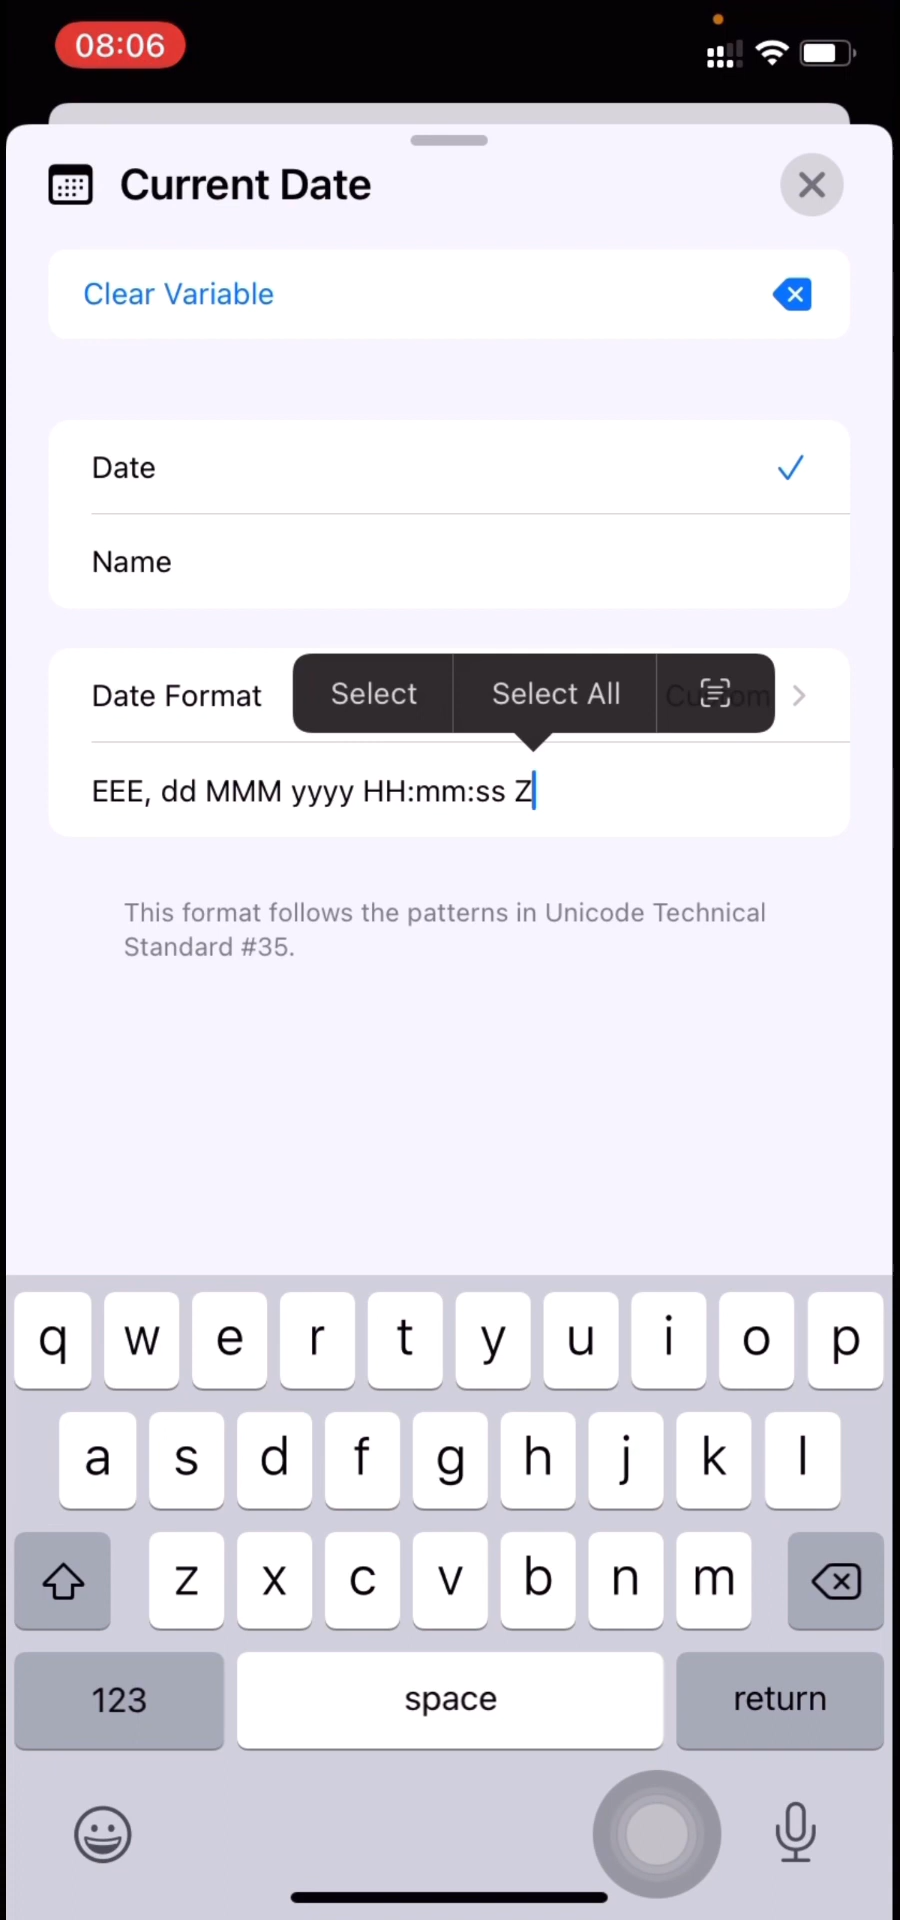 08:06
Current Date
Clear Variable
Date
Name
Date Format
Select
Select All
Custom
EEE, dd MMM yyyy HH:mm:ss Z
This format follows the patterns in Unicode Technical
Standard #35.
q w e r t y u i o p
a s d f g h j k l
z x c v b n m
123 space return